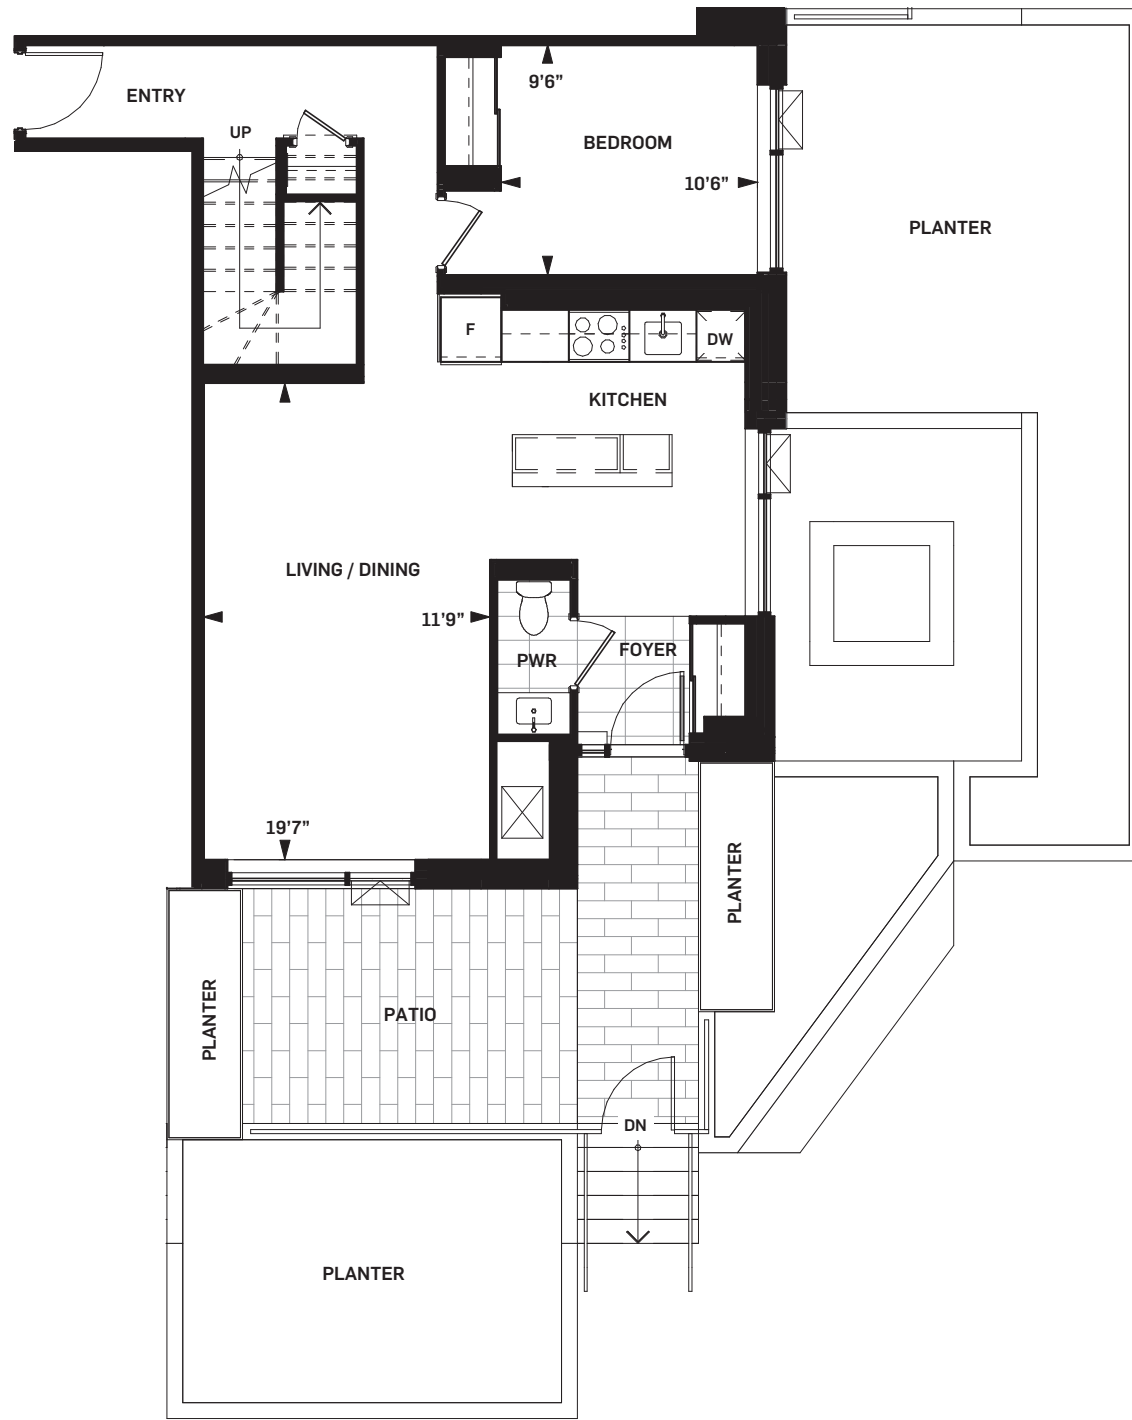 9’6”
ENTRY
UP
BEDROOM
10’6”
PLANTER
F
DW
KITCHEN
LIVING / DINING
11’9”
FOYER
PWR
19’7”
PLANTER
PLANTER
PATIO
DN
PLANTER